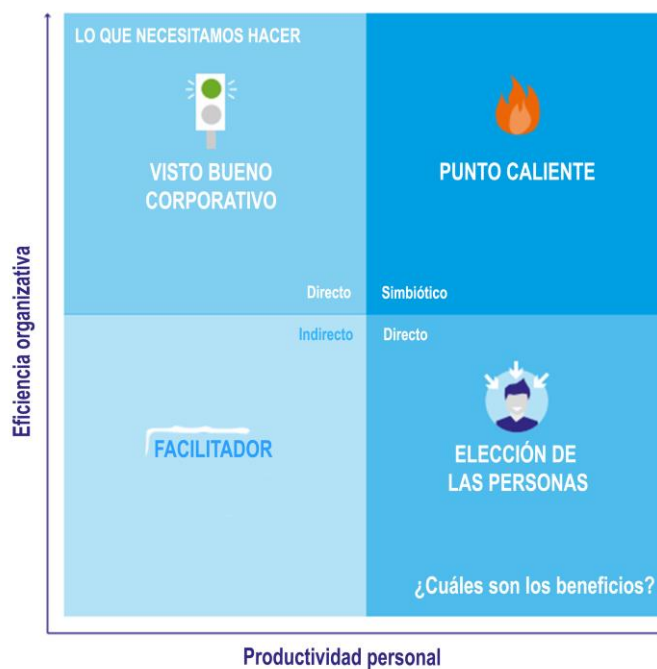 LO QUE NECESITAMOS HACER
VISTO BUENO
CORPORATIVO
PUNTO CALIENTE
Directo
Simbiótico
Indirecto
Directo
FACILITADOR
ELECCIÓN DE
LAS PERSONAS
¿Cuáles son los beneficios?
Eficiencia organizativa
Productividad personal